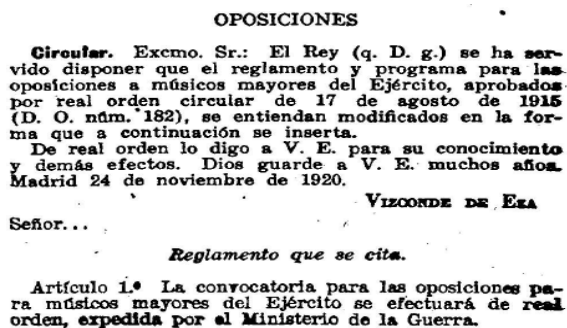 OPOSICIONES
Circular. Excmo. Sr.: El Rey (q. D. g.) se ha ser-
vido disponer que el reglamento y programa para las
oposiciones a músicos mayores del Ejército, aprobados
por real orden circular de 17 de agosto de 1915
(D. O. núm. 182), se entiendan modificados en la for-
ma que a continuación se inserta.
De real orden lo digo a V. E. para su conocimiento
y demás efectos. Dios guarde a V. E. muchos años.
Madrid 24 de noviembre de 1920.
VIZCONDE DE EZA
Señor...
Reglamento que se cita.
Artículo 1.º La convocatoria para las oposiciones pa-
ra músicos mayores del Ejército se efectuará de real
orden, expedida por el Ministerio de la Guerra.